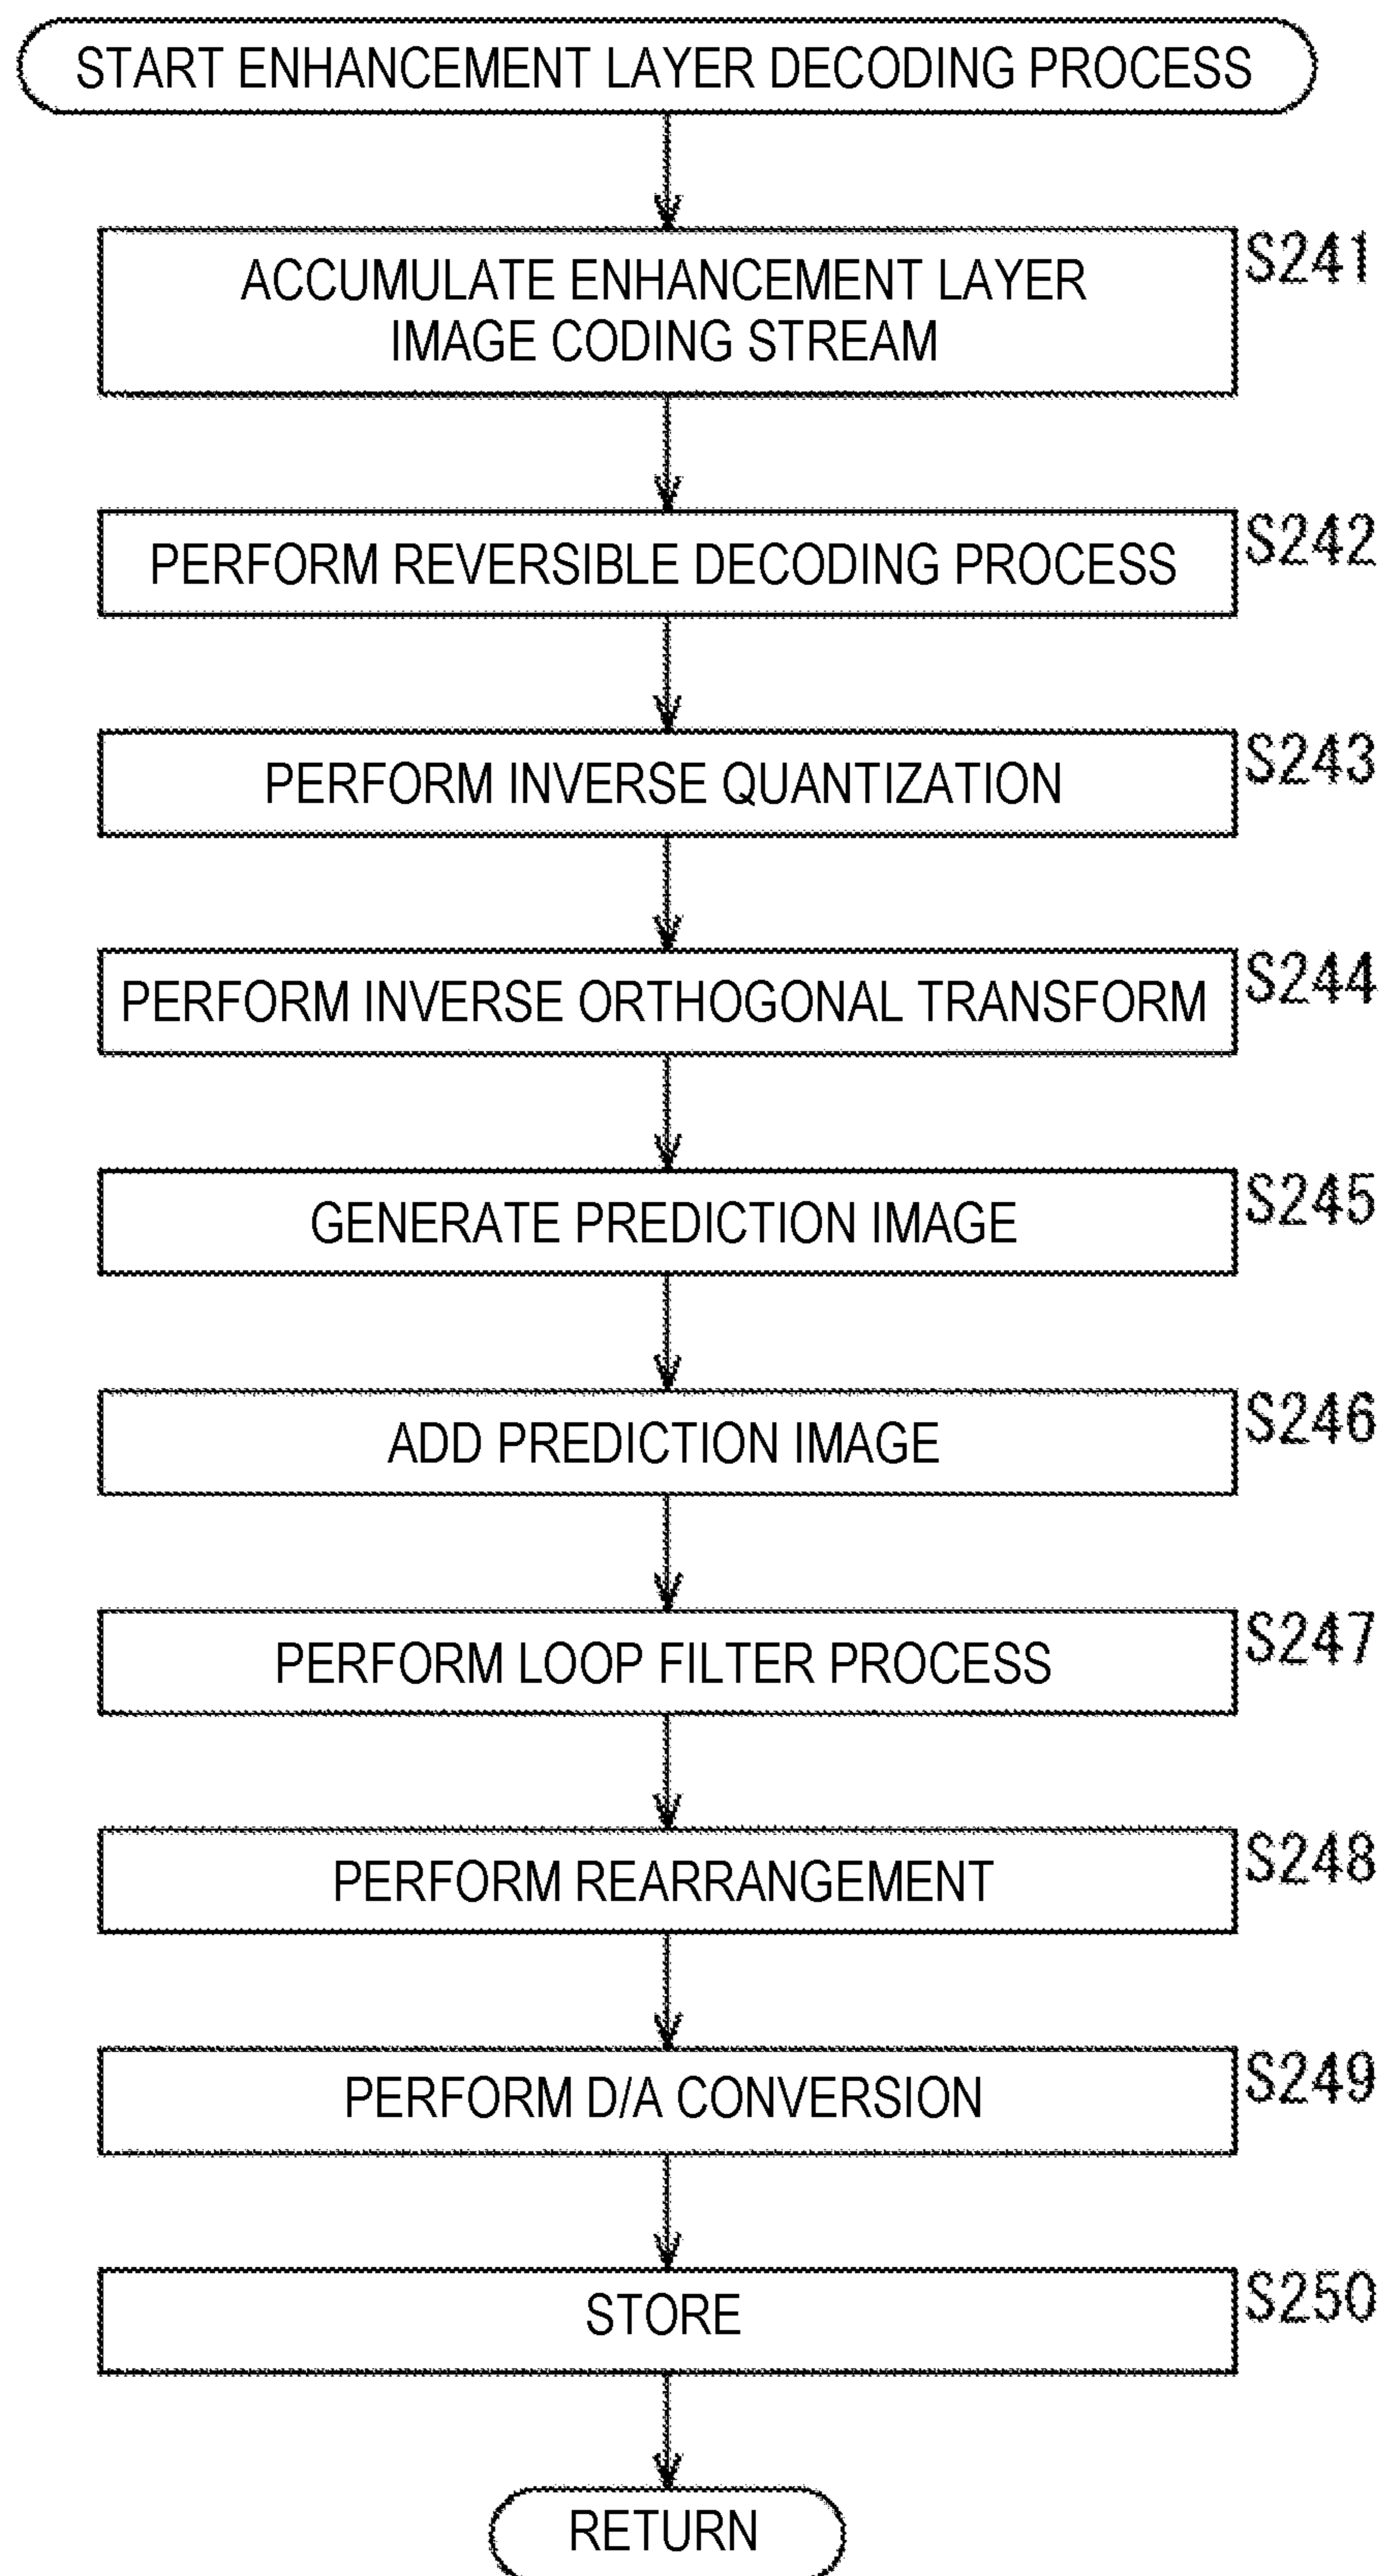 START ENHANCEMENT LAYER DECODING PROCESS
S241
ACCUMULATE ENHANCEMENT LAYER
IMAGE CODING STREAM
S242
PERFORM REVERSIBLE DECODING PROCESS
S243
PERFORM INVERSE QUANTIZATION
S244
PERFORM INVERSE ORTHOGONAL TRANSFORM
S245
GENERATE PREDICTION IMAGE
S246
ADD PREDICTION IMAGE
S247
PERFORM LOOP FILTER PROCESS
S248
PERFORM REARRANGEMENT
S249
PERFORM D/A CONVERSION
S250
STORE
RETURN